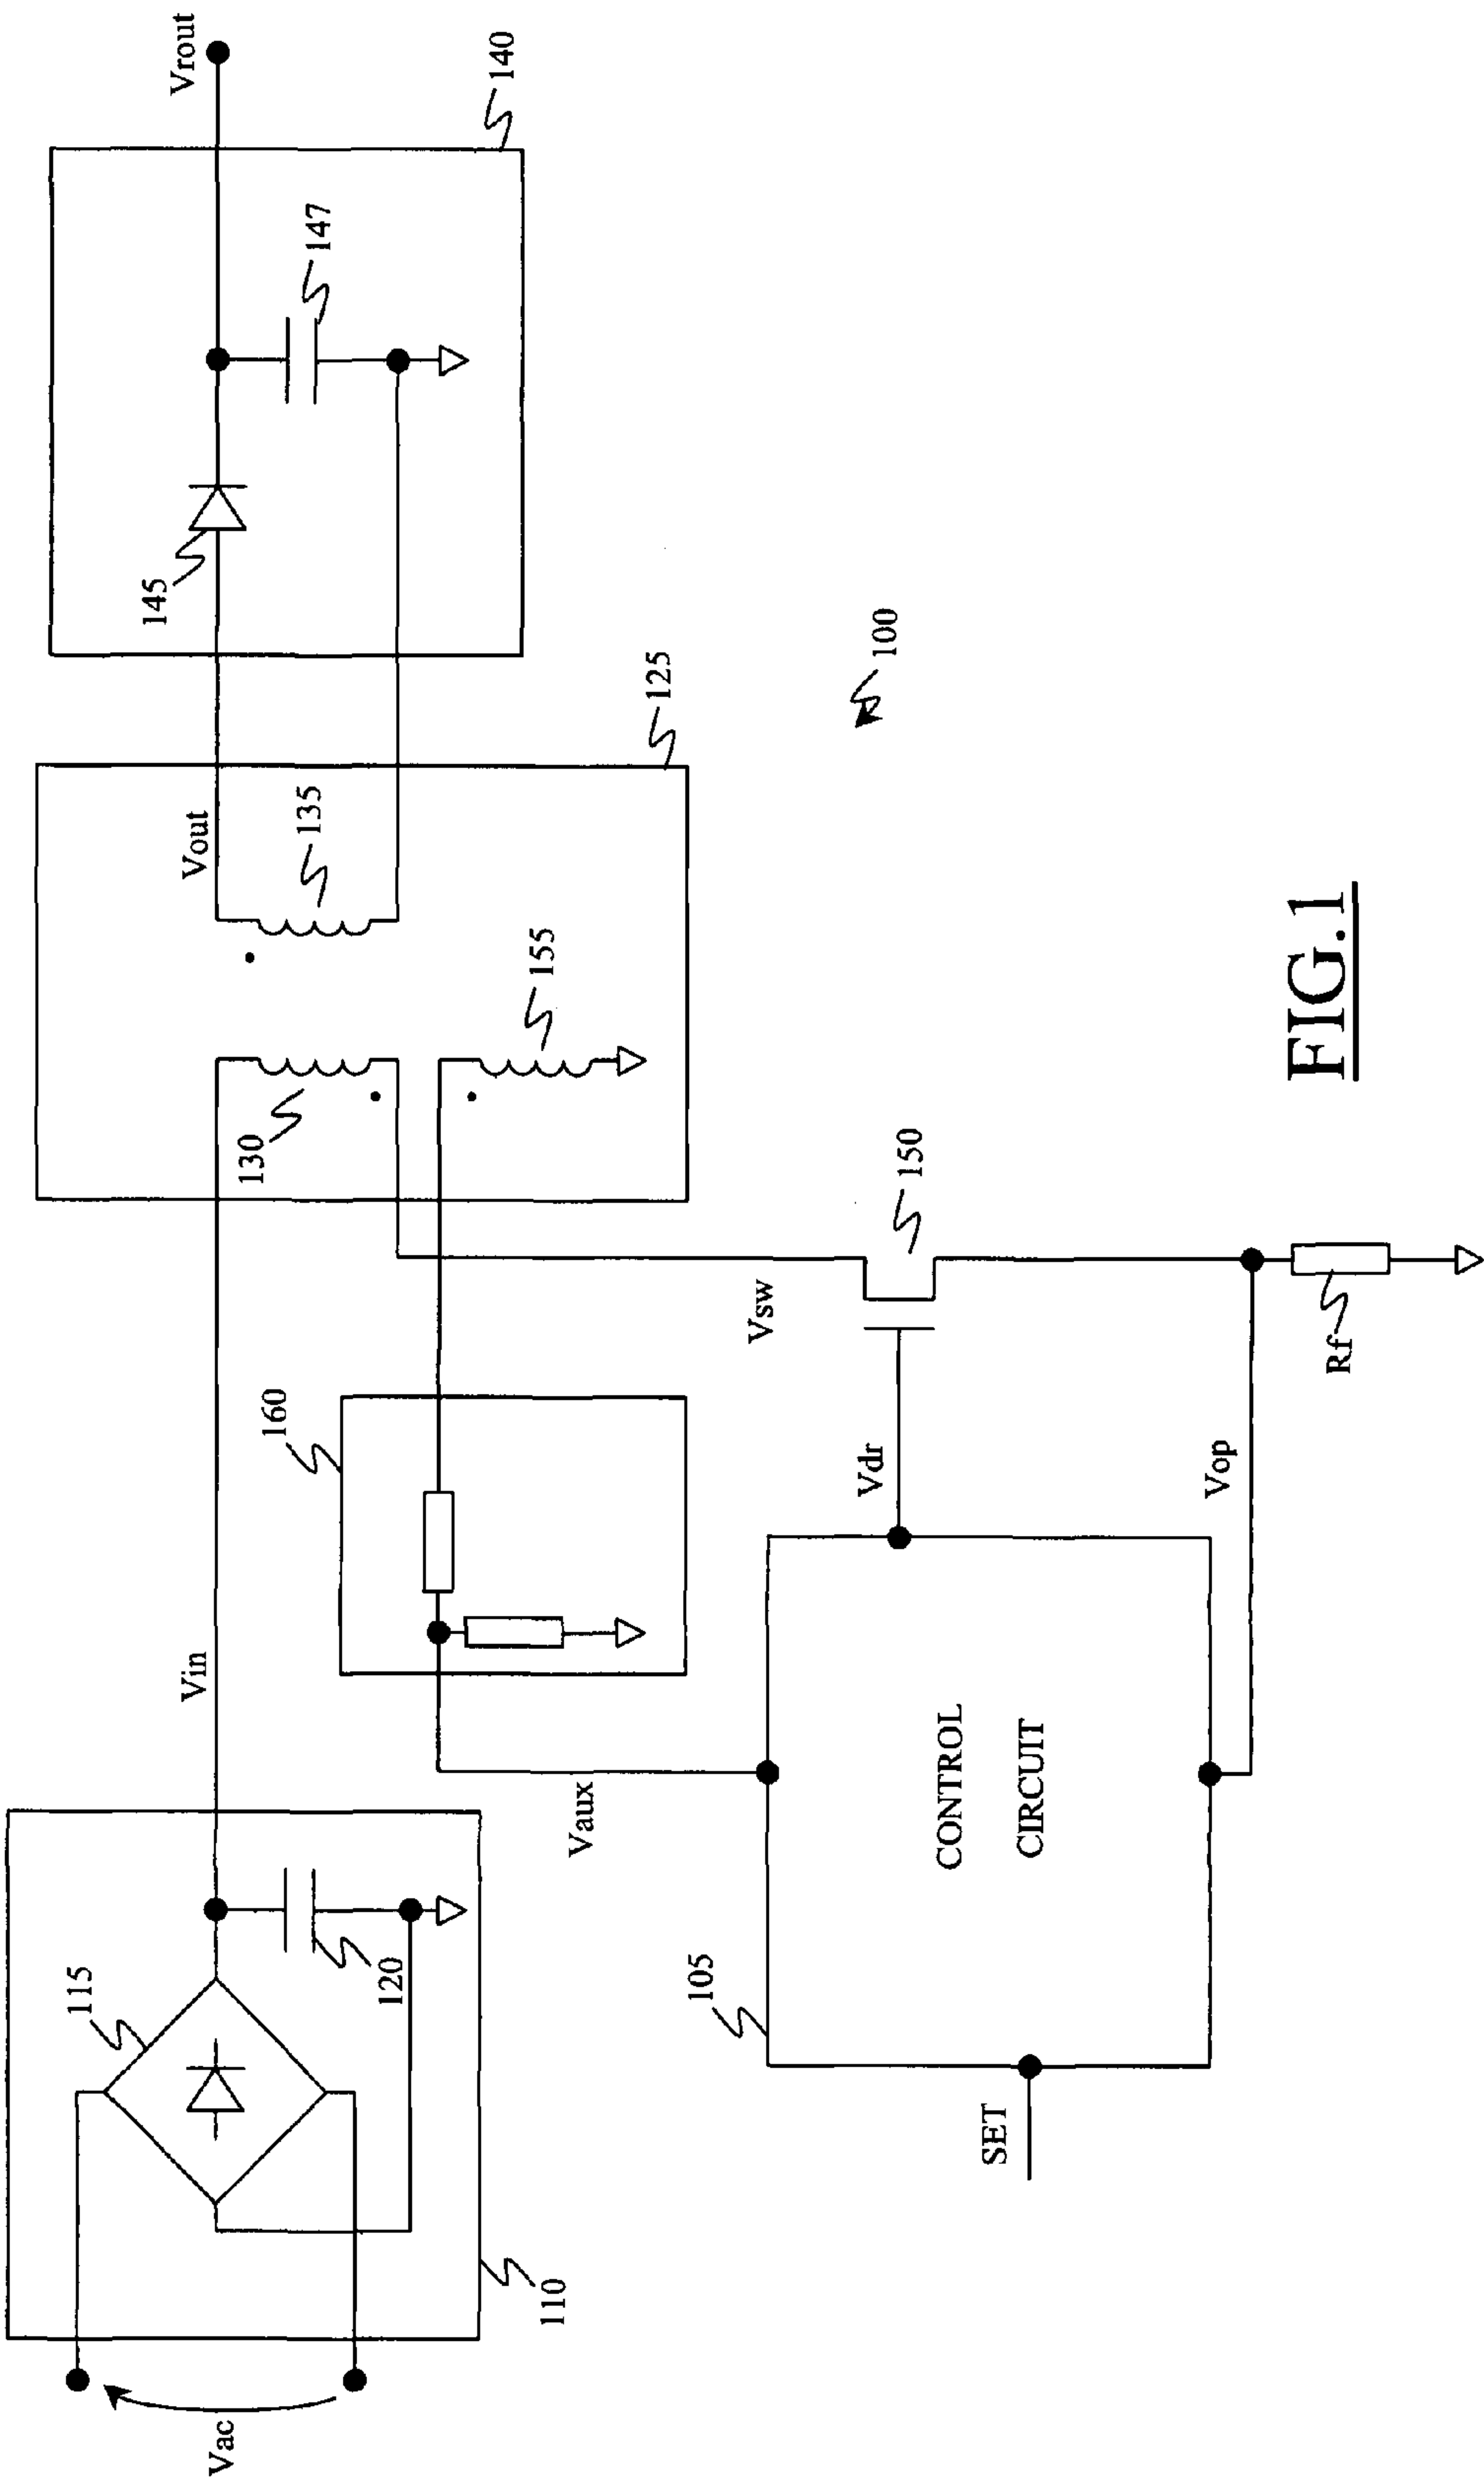 Vac
115
120
110
Vin
Vaux
160
130
155
Vout
135
125
145
147
140
Vrout
100
105
SET
CONTROL
CIRCUIT
Vdr
Vsw
150
Vop
Rf
FIG.1